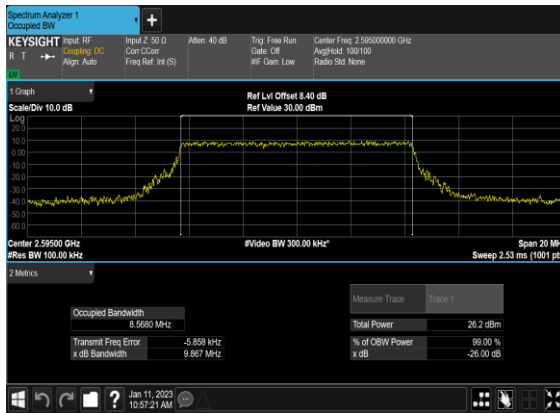 Spectrum Analyzer 1
Occupied BW
+
KEYSIGHT
R T
LV
Input: RF
Coupling: DC
Align: Auto
Input Z: 50 Ω
Corr CCorr
Freq Ref: Int (S)
Atten: 40 dB
Trig: Free Run
Gate: Off
#IF Gain: Low
Center Freq: 2.595000000 GHz
Avg|Hold: 100/100
Radio Std: None
1 Graph
Scale/Div 10.0 dB
Ref Lvl Offset 8.40 dB
Ref Value 30.00 dBm
Log
20.0
10.0
0.00
-10.0
-20.0
-30.0
-40.0
-50.0
-60.0
Center 2.59500 GHz
#Res BW 100.00 kHz
#Video BW 300.00 kHz*
Span 20 MH
Sweep 2.53 ms (1001 pt
2 Metrics
Measure Trace
Trace 1
Occupied Bandwidth
8.5680 MHz
Total Power
26.2 dBm
Transmit Freq Error
-5.858 kHz
% of OBW Power
99.00 %
x dB Bandwidth
9.867 MHz
x dB
-26.00 dB
?
Jan 11, 2023
10:57:21 AM